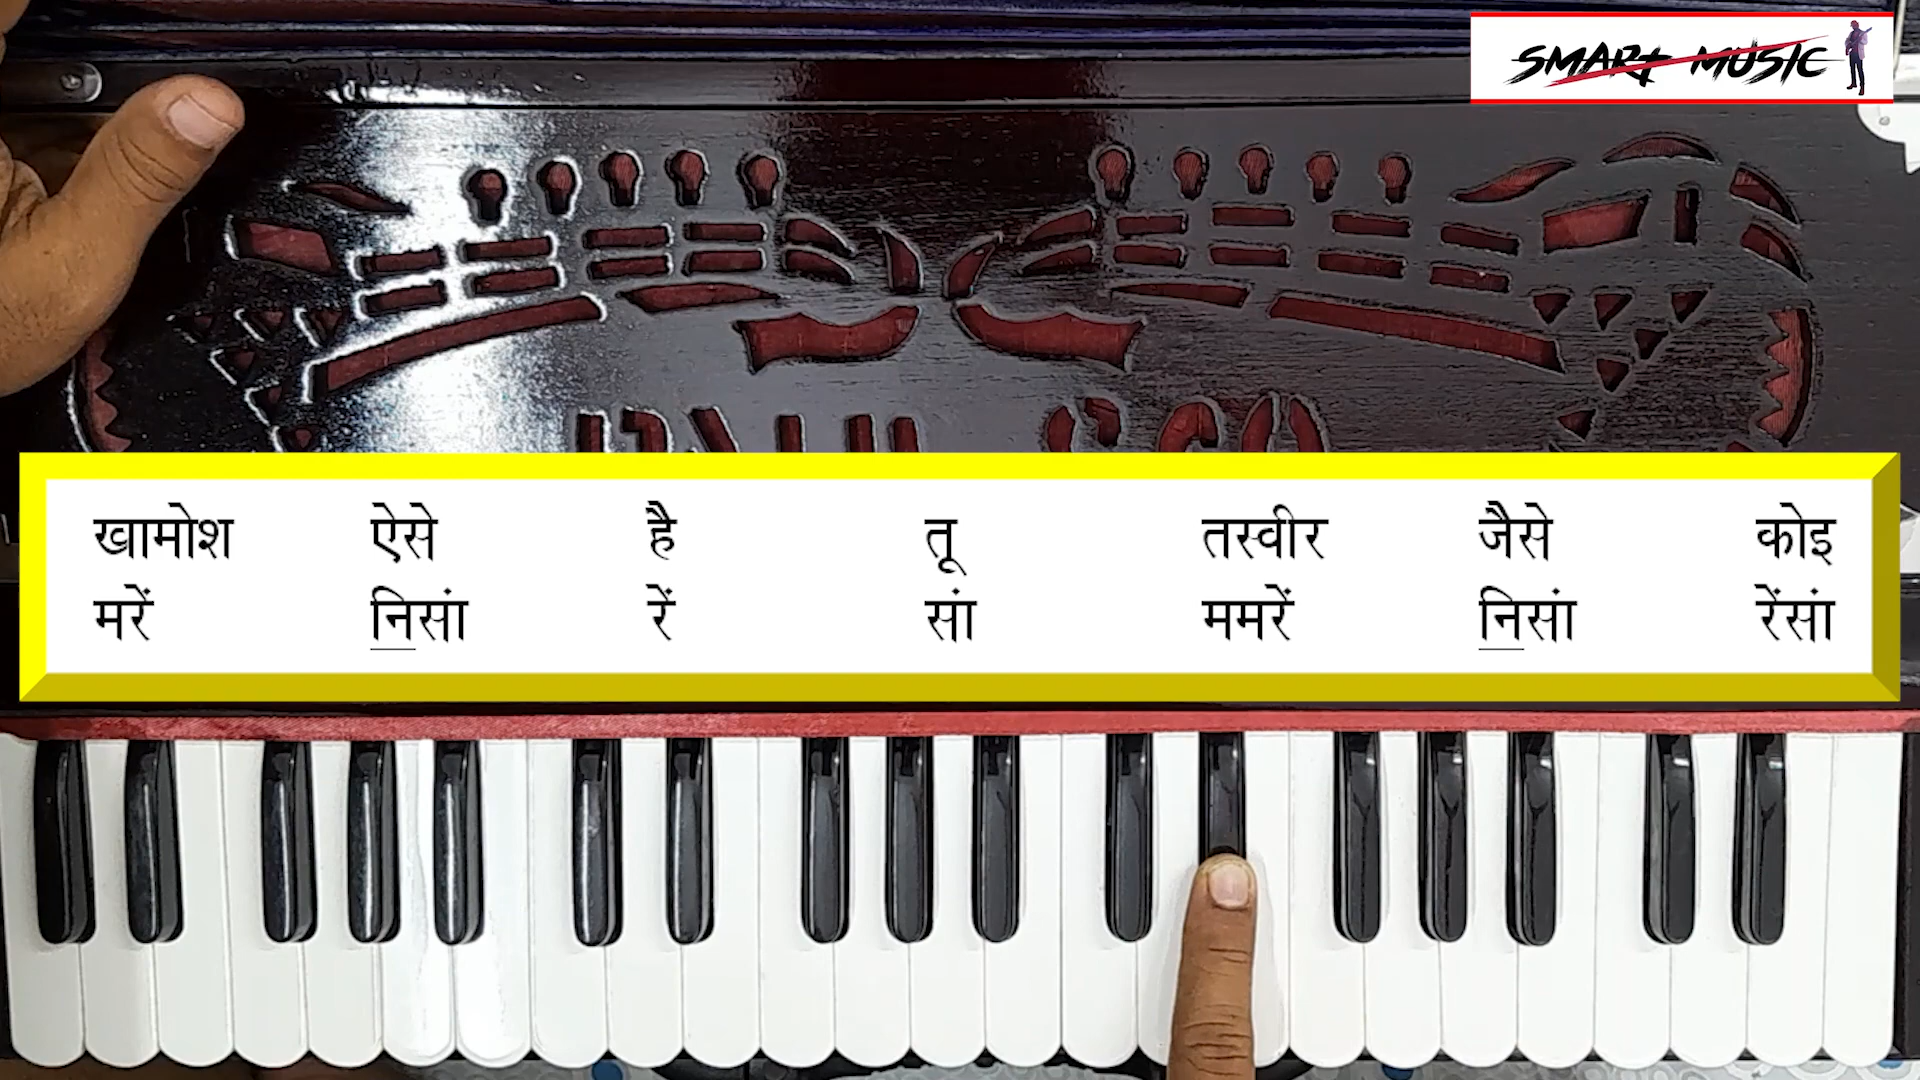 SMART MUSIC
खामोश ऐसे है तू तस्वीर जैसे कोइ
मरें निसां रें सां ममरें निसां रेंसां